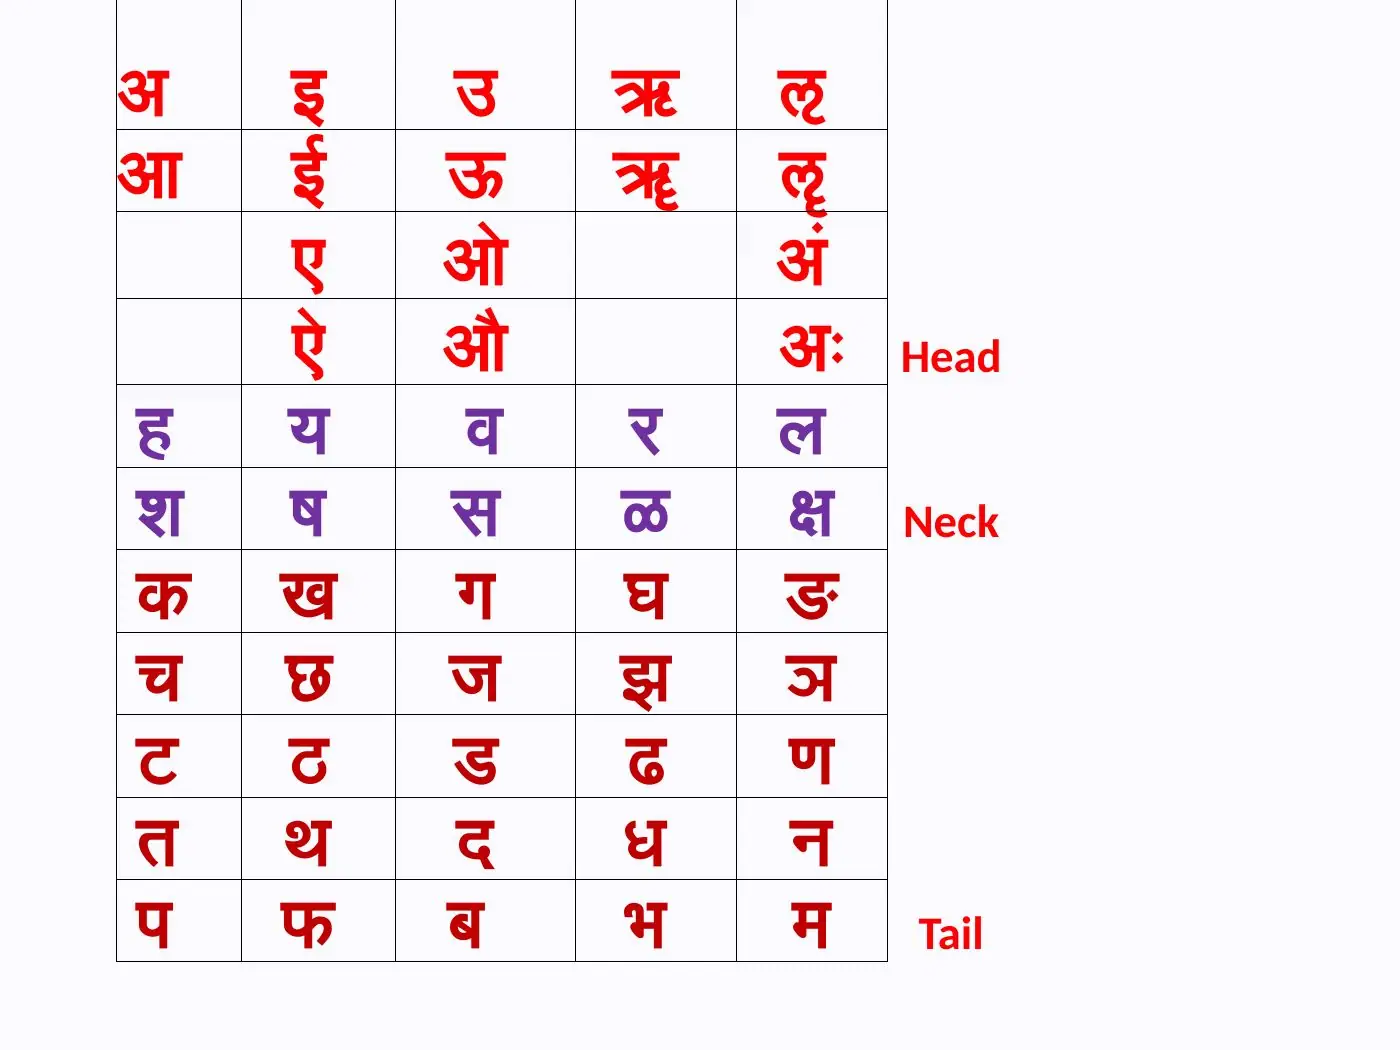 अ इ उ ऋ ऌ
आ ई ऊ ॠ ॡ
ए ओ अं
ऐ औ अः Head
ह य व र ल
श ष स ळ क्ष Neck
क ख ग घ ङ
च छ ज झ ञ
ट ठ ड ढ ण
त थ द ध न
प फ ब भ म Tail